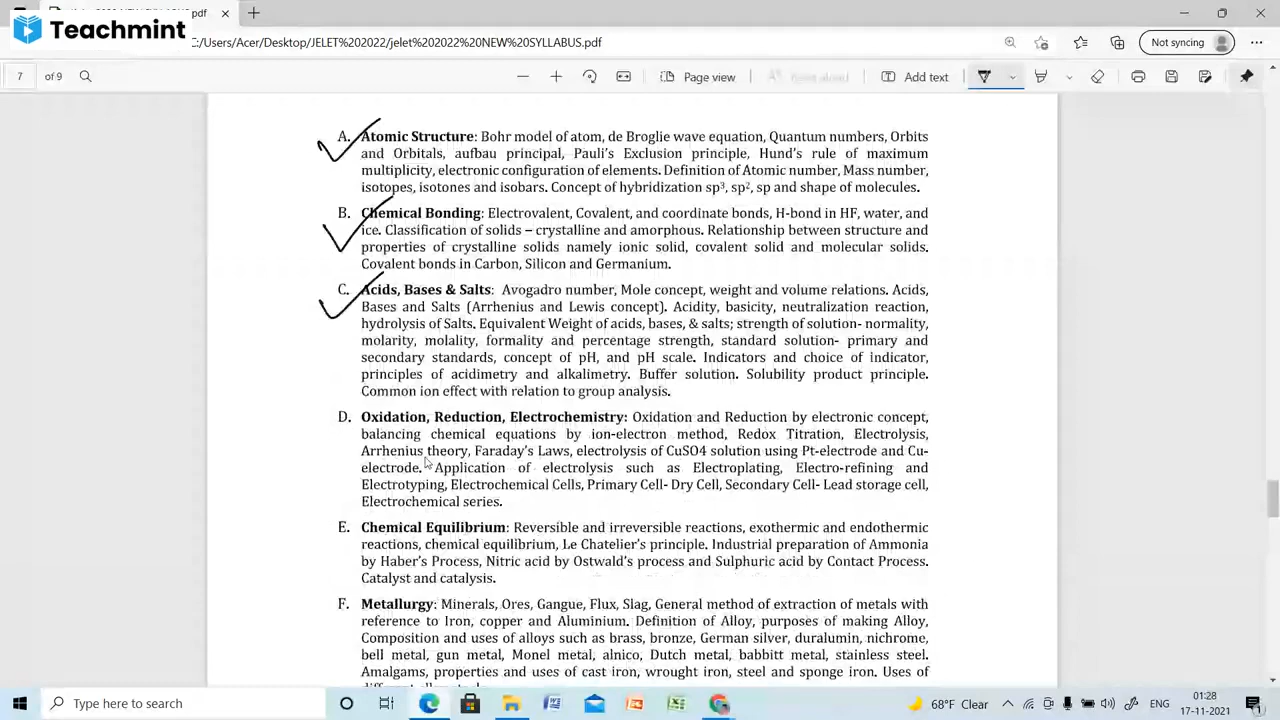 pdf
Teachmint
C:/Users/Acer/Desktop/JELET%202022/jelet%202022%20NEW%20SYLLABUS.pdf
Not syncing
7 of 9
Page view
Read aloud
Add text
A. Atomic Structure: Bohr model of atom, de Broglie wave equation, Quantum numbers, Orbits
and Orbitals, aufbau principal, Pauli's Exclusion principle, Hund's rule of maximum
multiplicity, electronic configuration of elements. Definition of Atomic number, Mass number,
isotopes, isotones and isobars. Concept of hybridization sp³, sp², sp and shape of molecules.
B. Chemical Bonding: Electrovalent, Covalent, and coordinate bonds, H-bond in HF, water, and
ice. Classification of solids – crystalline and amorphous. Relationship between structure and
properties of crystalline solids namely ionic solid, covalent solid and molecular solids.
Covalent bonds in Carbon, Silicon and Germanium.
C. Acids, Bases & Salts: Avogadro number, Mole concept, weight and volume relations. Acids,
Bases and Salts (Arrhenius and Lewis concept). Acidity, basicity, neutralization reaction,
hydrolysis of Salts. Equivalent Weight of acids, bases, & salts; strength of solution- normality,
molarity, molality, formality and percentage strength, standard solution- primary and
secondary standards, concept of pH, and pH scale. Indicators and choice of indicator,
principles of acidimetry and alkalimetry. Buffer solution. Solubility product principle.
Common ion effect with relation to group analysis.
D. Oxidation, Reduction, Electrochemistry: Oxidation and Reduction by electronic concept,
balancing chemical equations by ion-electron method, Redox Titration, Electrolysis,
Arrhenius theory, Faraday's Laws, electrolysis of CuSO4 solution using Pt-electrode and Cu-
electrode. Application of electrolysis such as Electroplating, Electro-refining and
Electrotyping, Electrochemical Cells, Primary Cell- Dry Cell, Secondary Cell- Lead storage cell,
Electrochemical series.
E. Chemical Equilibrium: Reversible and irreversible reactions, exothermic and endothermic
reactions, chemical equilibrium, Le Chatelier's principle. Industrial preparation of Ammonia
by Haber's Process, Nitric acid by Ostwald's process and Sulphuric acid by Contact Process.
Catalyst and catalysis.
F. Metallurgy: Minerals, Ores, Gangue, Flux, Slag, General method of extraction of metals with
reference to Iron, copper and Aluminium. Definition of Alloy, purposes of making Alloy,
Composition and uses of alloys such as brass, bronze, German silver, duralumin, nichrome,
bell metal, gun metal, Monel metal, alnico, Dutch metal, babbitt metal, stainless steel.
Amalgams, properties and uses of cast iron, wrought iron, steel and sponge iron. Uses of
Type here to search
68°F Clear
01:28
17-11-2021